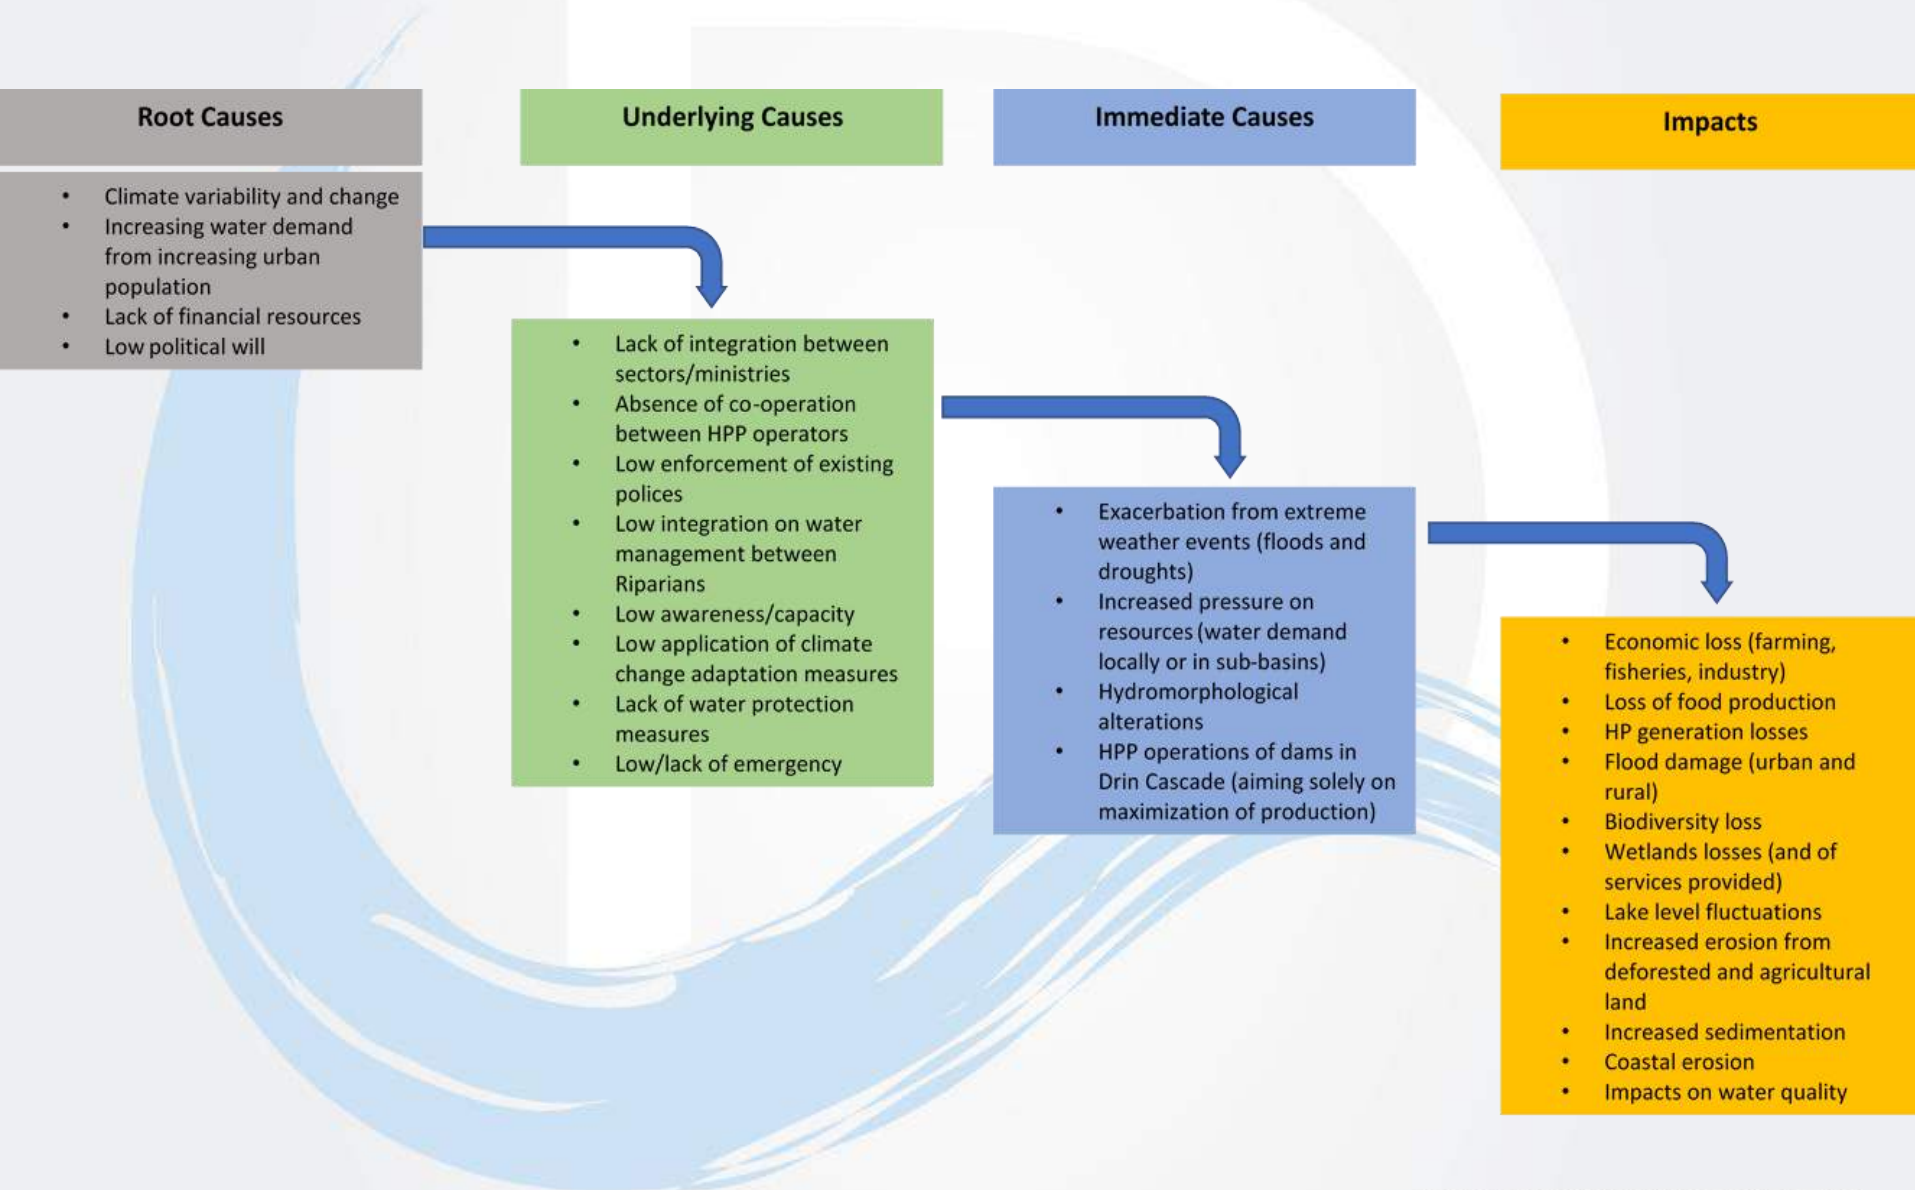 Root Causes
• Climate variability and change
• Increasing water demand
from increasing urban
population
• Lack of financial resources
• Low political will
Underlying Causes
• Lack of integration between
sectors/ministries
• Absence of co-operation
between HPP operators
• Low enforcement of existing
polices
• Low integration on water
management between
Riparians
• Low awareness/capacity
• Low application of climate
change adaptation measures
• Lack of water protection
measures
• Low/lack of emergency
Immediate Causes
• Exacerbation from extreme
weather events (floods and
droughts)
• Increased pressure on
resources (water demand
locally or in sub-basins)
• Hydromorphological
alterations
• HPP operations of dams in
Drin Cascade (aiming solely on
maximization of production)
Impacts
• Economic loss (farming,
fisheries, industry)
• Loss of food production
• HP generation losses
• Flood damage (urban and
rural)
• Biodiversity loss
• Wetlands losses (and of
services provided)
• Lake level fluctuations
• Increased erosion from
deforested and agricultural
land
• Increased sedimentation
• Coastal erosion
• Impacts on water quality